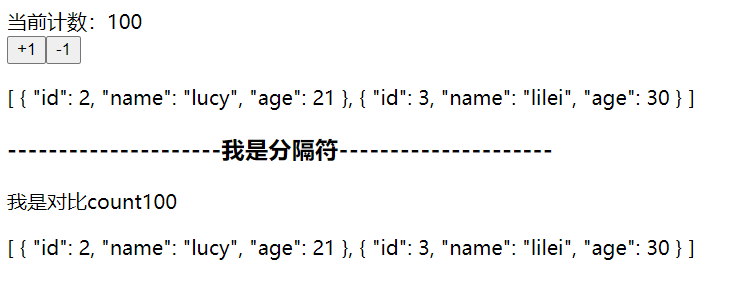 当前计数：100
+1 -1
[ { "id": 2, "name": "lucy", "age": 21 }, { "id": 3, "name": "lilei", "age": 30 } ]
---------------------我是分隔符---------------------
我是对比count100
[ { "id": 2, "name": "lucy", "age": 21 }, { "id": 3, "name": "lilei", "age": 30 } ]